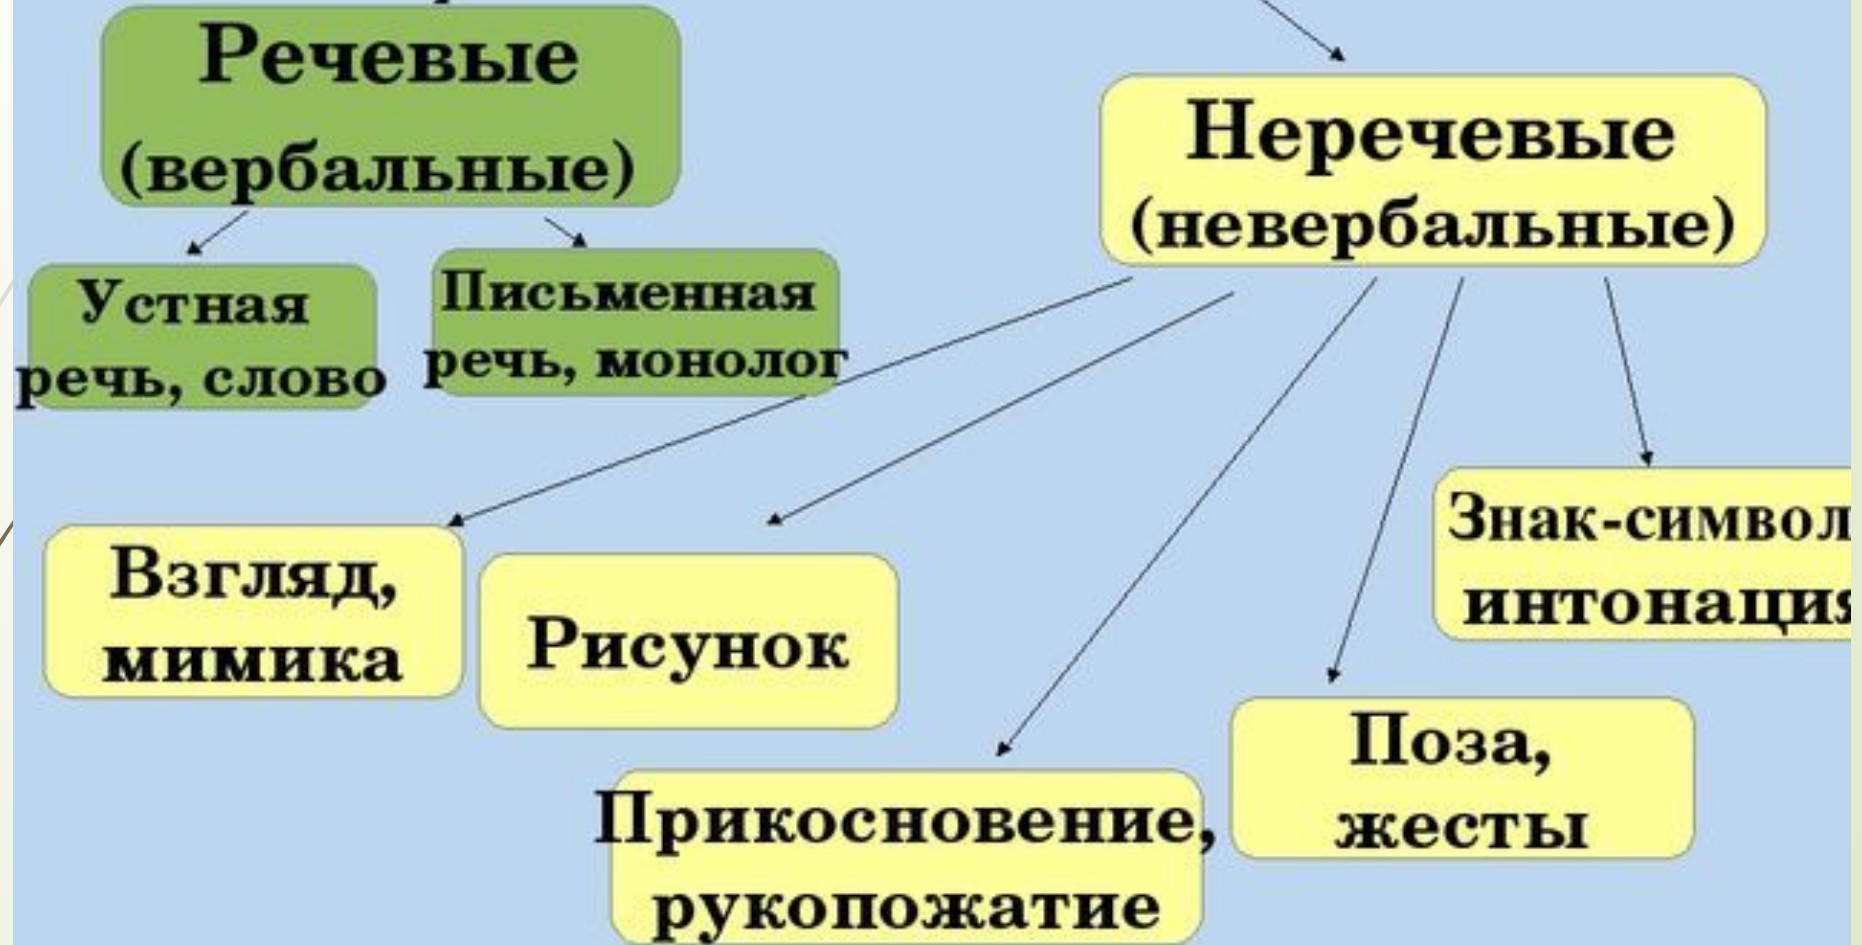 Речевые
(вербальные)
Неречевые
(невербальные)
Устная
речь, слово
Письменная
речь, монолог
Взгляд,
мимика
Рисунок
Знак-символ
интонация
Прикосновение,
рукопожатие
Поза,
жесты